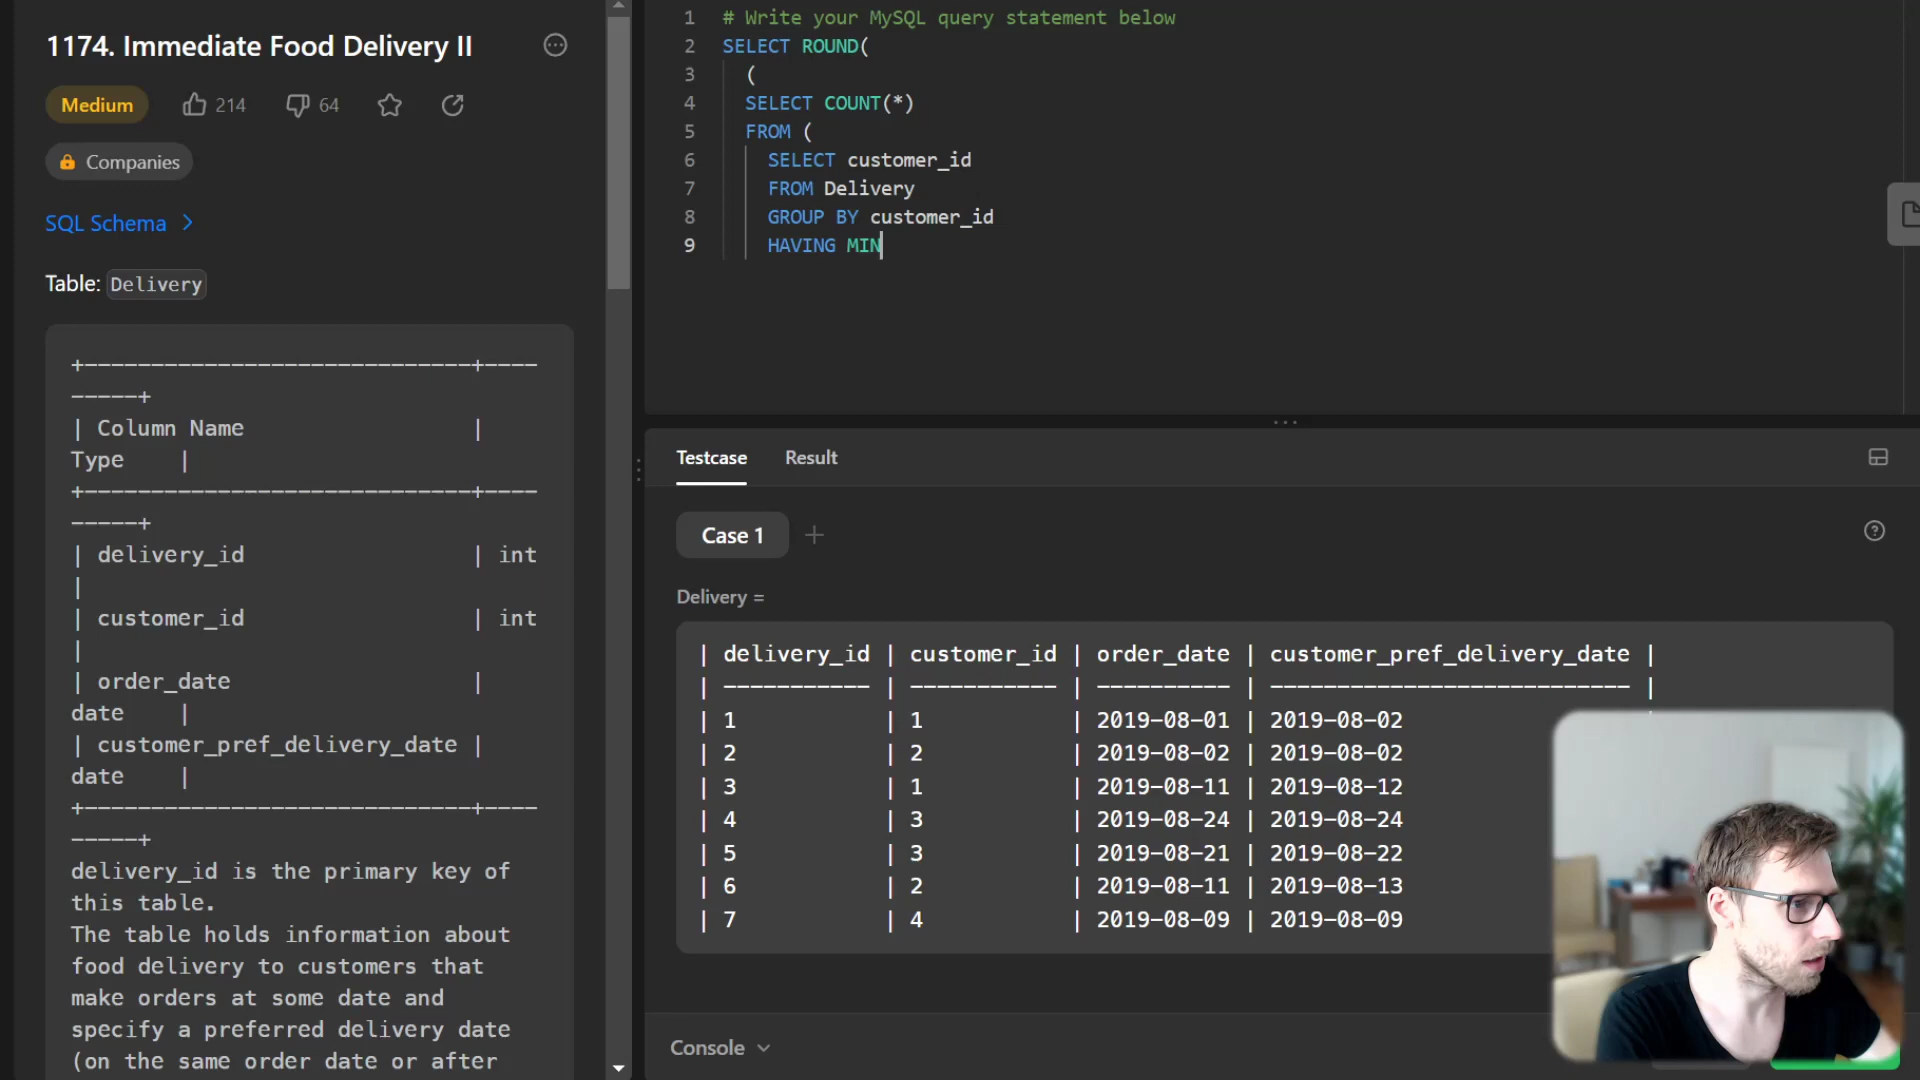 1174. Immediate Food Delivery II
Medium 214 64
Companies
SQL Schema >
Table: Delivery
+-----------------------------+----
-----+
| Column Name                 |
Type    |
+-----------------------------+----
-----+
| delivery_id                 | int
|
| customer_id                 | int
|
| order_date                  |
date    |
| customer_pref_delivery_date |
date    |
+-----------------------------+----
-----+
delivery_id is the primary key of
this table.
The table holds information about
food delivery to customers that
make orders at some date and
specify a preferred delivery date
(on the same order date or after
1 # Write your MySQL query statement below
2 SELECT ROUND(
3 (
4 SELECT COUNT(*)
5 FROM (
6 SELECT customer_id
7 FROM Delivery
8 GROUP BY customer_id
9 HAVING MIN
Testcase Result
Case 1 +
Delivery =
| delivery_id | customer_id | order_date | customer_pref_delivery_date |
| ----------- | ----------- | ---------- | --------------------------- |
| 1           | 1           | 2019-08-01 | 2019-08-02
| 2           | 2           | 2019-08-02 | 2019-08-02
| 3           | 1           | 2019-08-11 | 2019-08-12
| 4           | 3           | 2019-08-24 | 2019-08-24
| 5           | 3           | 2019-08-21 | 2019-08-22
| 6           | 2           | 2019-08-11 | 2019-08-13
| 7           | 4           | 2019-08-09 | 2019-08-09
Console